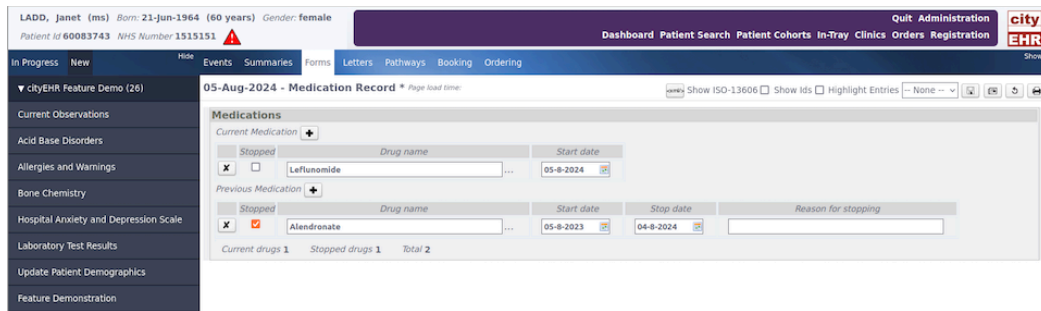 LADD, Janet (ms) Born: 21-Jun-1964 (60 years) Gender: female
Patient Id 60083743 NHS Number 1515151
Quit Administration
Dashboard Patient Search Patient Cohorts In-Tray Clinics Orders Registration
city
EHR
In Progress New Hide Events Summaries Forms Letters Pathways Booking Ordering Show
▼ cityEHR Feature Demo (26)
Current Observations
Acid Base Disorders
Allergies and Warnings
Bone Chemistry
Hospital Anxiety and Depression Scale
Laboratory Test Results
Update Patient Demographics
Feature Demonstration
05-Aug-2024 - Medication Record * Page load time:
Show ISO-13606 Show Ids Highlight Entries -- None --
Medications
Current Medication
Stopped Drug name Start date
Leflunomide ... 05-8-2024
Previous Medication
Stopped Drug name Start date Stop date Reason for stopping
Alendronate ... 05-8-2023 04-8-2024
Current drugs 1 Stopped drugs 1 Total 2